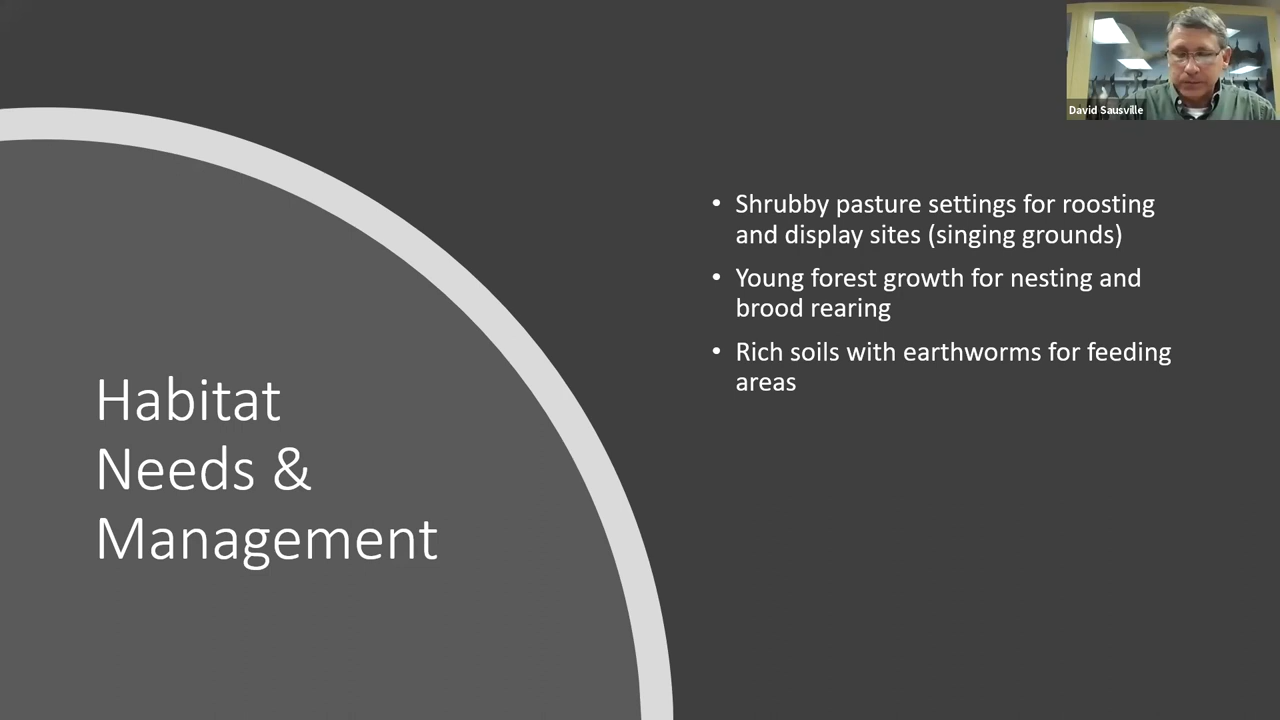 David Sausville
• Shrubby pasture settings for roosting
and display sites (singing grounds)
• Young forest growth for nesting and
brood rearing
• Rich soils with earthworms for feeding
areas
Habitat
Needs &
Management